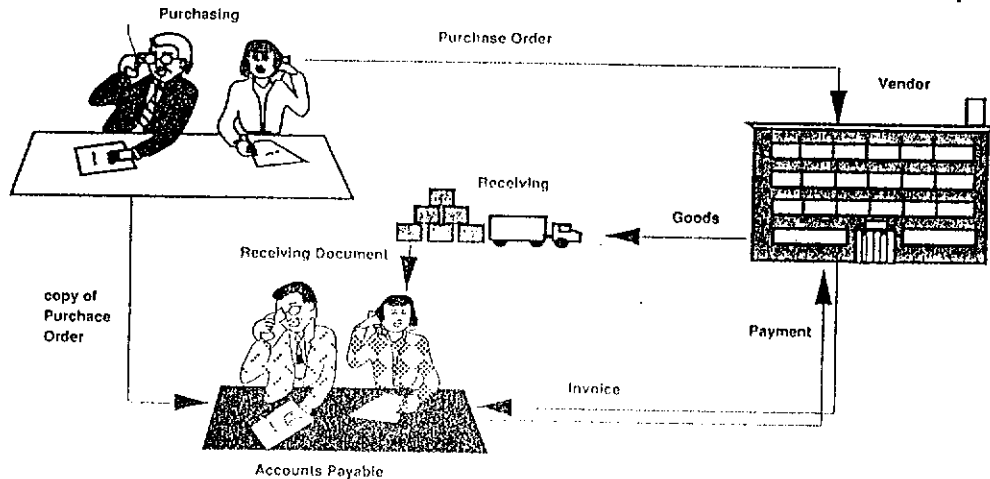 Purchasing
Purchase Order
Vendor
Receiving
Goods
Receiving Document
copy of
Purchace
Order
Payment
Invoice
Accounts Payable